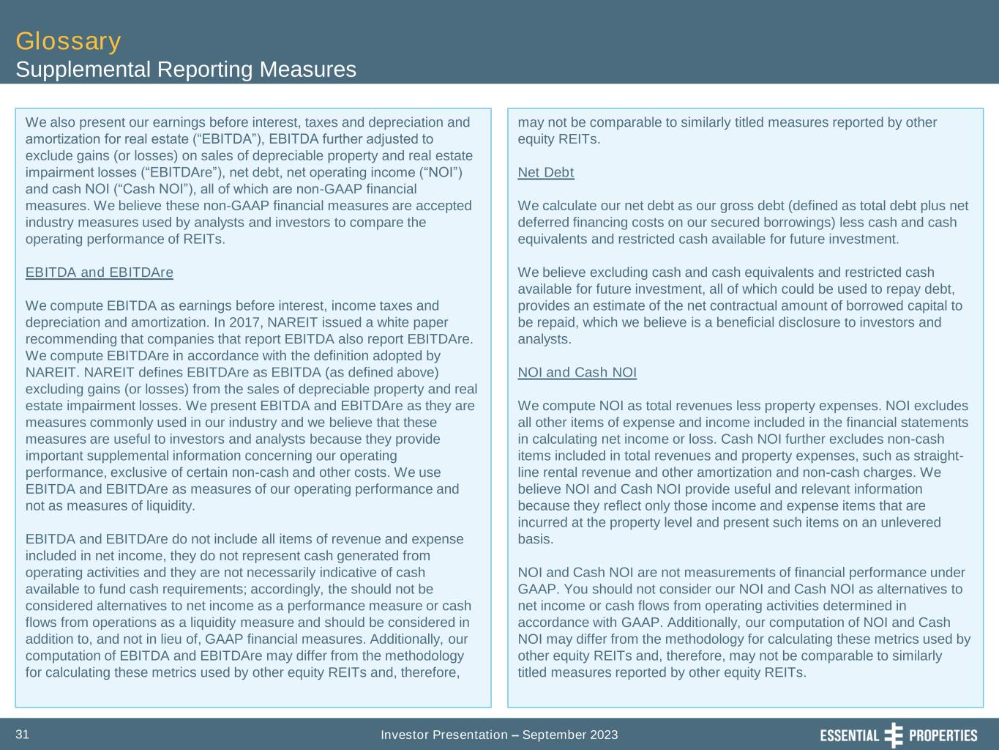 Glossary
Supplemental Reporting Measures
We also present our earnings before interest, taxes and depreciation and
amortization for real estate (“EBITDA”), EBITDA further adjusted to
exclude gains (or losses) on sales of depreciable property and real estate
impairment losses (“EBITDAre”), net debt, net operating income (“NOI”)
and cash NOI (“Cash NOI”), all of which are non-GAAP financial
measures. We believe these non-GAAP financial measures are accepted
industry measures used by analysts and investors to compare the
operating performance of REITs.
EBITDA and EBITDAre
We compute EBITDA as earnings before interest, income taxes and
depreciation and amortization. In 2017, NAREIT issued a white paper
recommending that companies that report EBITDA also report EBITDAre.
We compute EBITDAre in accordance with the definition adopted by
NAREIT. NAREIT defines EBITDAre as EBITDA (as defined above)
excluding gains (or losses) from the sales of depreciable property and real
estate impairment losses. We present EBITDA and EBITDAre as they are
measures commonly used in our industry and we believe that these
measures are useful to investors and analysts because they provide
important supplemental information concerning our operating
performance, exclusive of certain non-cash and other costs. We use
EBITDA and EBITDAre as measures of our operating performance and
not as measures of liquidity.
EBITDA and EBITDAre do not include all items of revenue and expense
included in net income, they do not represent cash generated from
operating activities and they are not necessarily indicative of cash
available to fund cash requirements; accordingly, the should not be
considered alternatives to net income as a performance measure or cash
flows from operations as a liquidity measure and should be considered in
addition to, and not in lieu of, GAAP financial measures. Additionally, our
computation of EBITDA and EBITDAre may differ from the methodology
for calculating these metrics used by other equity REITs and, therefore,
may not be comparable to similarly titled measures reported by other
equity REITs.
Net Debt
We calculate our net debt as our gross debt (defined as total debt plus net
deferred financing costs on our secured borrowings) less cash and cash
equivalents and restricted cash available for future investment.
We believe excluding cash and cash equivalents and restricted cash
available for future investment, all of which could be used to repay debt,
provides an estimate of the net contractual amount of borrowed capital to
be repaid, which we believe is a beneficial disclosure to investors and
analysts.
NOI and Cash NOI
We compute NOI as total revenues less property expenses. NOI excludes
all other items of expense and income included in the financial statements
in calculating net income or loss. Cash NOI further excludes non-cash
items included in total revenues and property expenses, such as straight-
line rental revenue and other amortization and non-cash charges. We
believe NOI and Cash NOI provide useful and relevant information
because they reflect only those income and expense items that are
incurred at the property level and present such items on an unlevered
basis.
NOI and Cash NOI are not measurements of financial performance under
GAAP. You should not consider our NOI and Cash NOI as alternatives to
net income or cash flows from operating activities determined in
accordance with GAAP. Additionally, our computation of NOI and Cash
NOI may differ from the methodology for calculating these metrics used by
other equity REITs and, therefore, may not be comparable to similarly
titled measures reported by other equity REITs.
31
Investor Presentation – September 2023
ESSENTIAL PROPERTIES